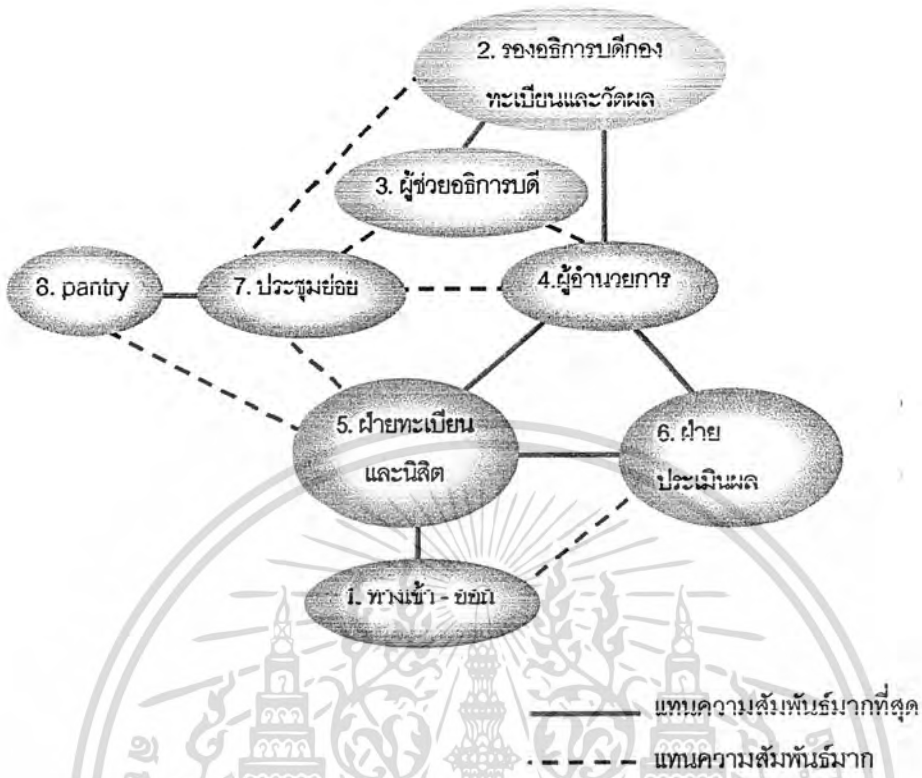 2. รองอธิการบดีกอง
ทะเบียนและวัดผล
3. ผู้ช่วยอธิการบดี
8. pantry
7. ประชุมย่อย
4.ผู้อำนวยการ
5. ฝ่ายทะเบียน
และนิสิต
6. ฝ่าย
ประเมินผล
1. ทางเข้า - ออก
แทนความสัมพันธ์มากที่สุด
แทนความสัมพันธ์มาก